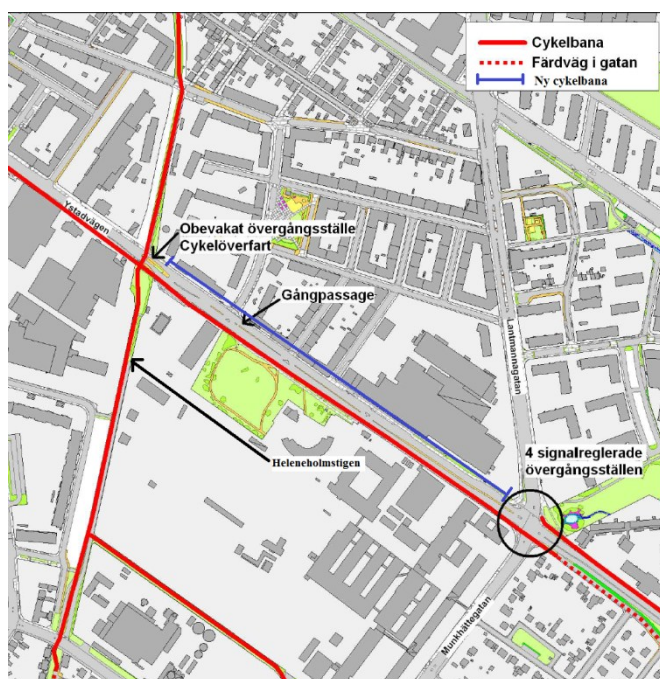 Cykelbana
Färdväg i gatan
Ny cykelbana
Ystadvägen
Obevakat övergångsställe
Cykelöverfart
Gångpassage
Lantmannagatan
Heleneholmstigen
4 signalreglerade
övergångsställen
Munkhättegatan